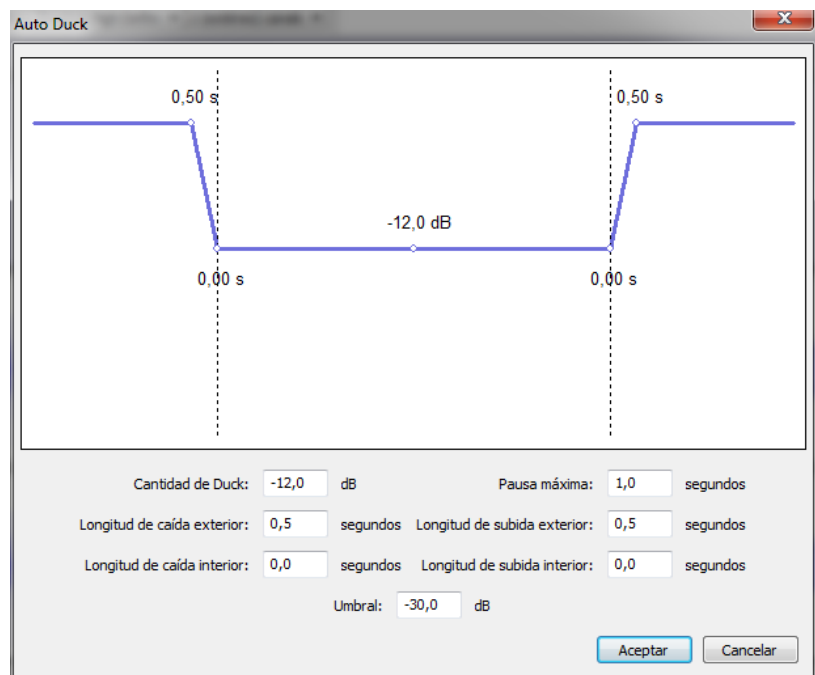 Auto Duck
0,50 s 0,50 s
-12,0 dB
0,00 s 0,00 s
Cantidad de Duck: -12,0 dB Pausa máxima: 1,0 segundos
Longitud de caída exterior: 0,5 segundos Longitud de subida exterior: 0,5 segundos
Longitud de caída interior: 0,0 segundos Longitud de subida interior: 0,0 segundos
Umbral: -30,0 dB
Aceptar Cancelar